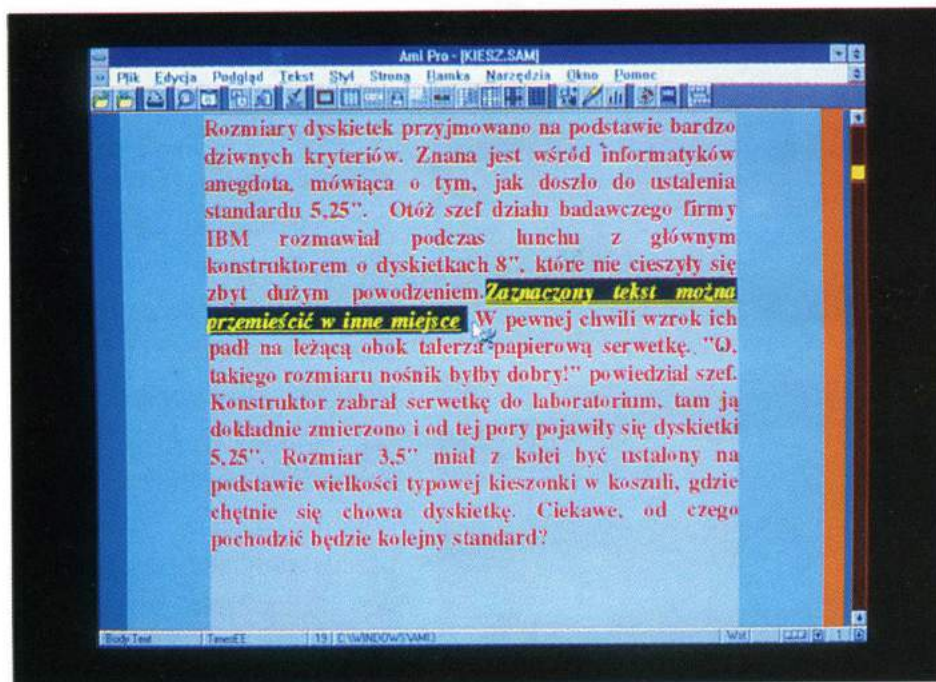 Ami Pro - [KIESZ.SAM]
Plik Edycja Podgląd Tekst Styl Strona Ramka Narzędzia Okno Pomoc
Rozmiary dyskietek przyjmowano na podstawie bardzo
dziwnych kryteriów. Znana jest wśród informatyków
anegdota, mówiąca o tym, jak doszło do ustalenia
standardu 5,25". Otóż szef działu badawczego firmy
IBM rozmawiał podczas lunchu z głównym
konstruktorem o dyskietkach 8", które nie cieszyły się
zbyt dużym powodzeniem.Zaznaczony tekst można
przemieścić w inne miejsce W pewnej chwili wzrok ich
padł na leżącą obok talerza papierową serwetkę. "O,
takiego rozmiaru nośnik byłby dobry!" powiedział szef.
Konstruktor zabrał serwetkę do laboratorium, tam ją
dokładnie zmierzono i od tej pory pojawiły się dyskietki
5,25". Rozmiar 3,5" miał z kolei być ustalony na
podstawie wielkości typowej kieszonki w koszuli, gdzie
chętnie się chowa dyskietkę. Ciekawe, od czego
pochodzić będzie kolejny standard?
Body Text TimesEE 19 C:\WINDOWS\AMI3 Wst 1